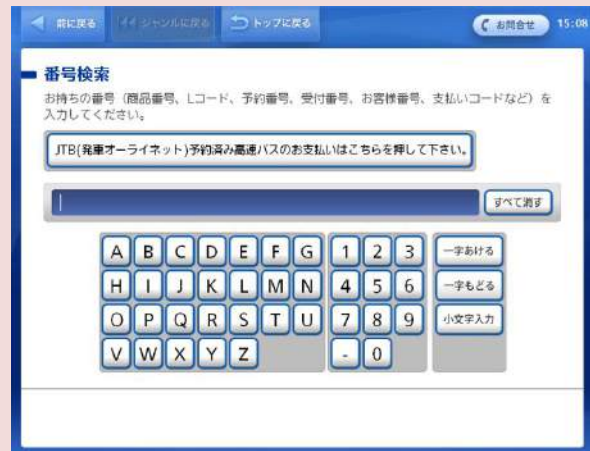 前に戻る
ジャンルに戻る
トップに戻る
お問合せ
15:08
番号検索
お持ちの番号（商品番号、Lコード、予約番号、受付番号、お客様番号、支払いコードなど）を
入力してください。
JTB(発車オーライネット)予約済み高速バスのお支払いはこちらを押して下さい。
すべて消す
A B C D E F G 1 2 3 一字あける
H I J K L M N 4 5 6 一字もどる
O P Q R S T U 7 8 9 小文字入力
V W X Y Z - 0